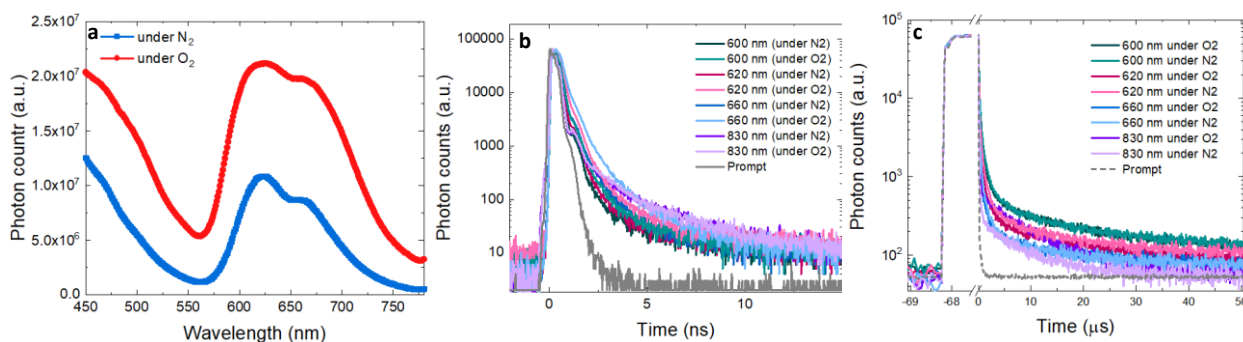 a
under N₂
under O₂
Photon countr (a.u.)
2.5x10⁷
2.0x10⁷
1.5x10⁷
1.0x10⁷
5.0x10⁶
0.0
450 500 550 600 650 700 750
Wavelength (nm)
b
600 nm (under N2)
600 nm (under O2)
620 nm (under N2)
620 nm (under O2)
660 nm (under N2)
660 nm (under O2)
830 nm (under N2)
830 nm (under O2)
Prompt
Photon counts (a.u.)
100000
10000
1000
100
10
0 5 10
Time (ns)
c
600 nm under O2
600 nm under N2
620 nm under O2
620 nm under N2
660 nm under O2
660 nm under N2
830 nm under O2
830 nm under N2
Prompt
Photon counts (a.u.)
10⁵
10⁴
10³
10²
-69 -68 0 10 20 30 40 50
Time (μs)